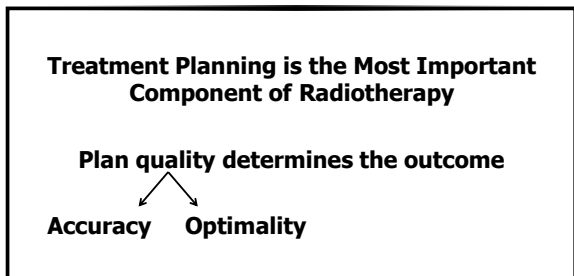 Treatment Planning is the Most Important
Component of Radiotherapy
Plan quality determines the outcome
Accuracy Optimality